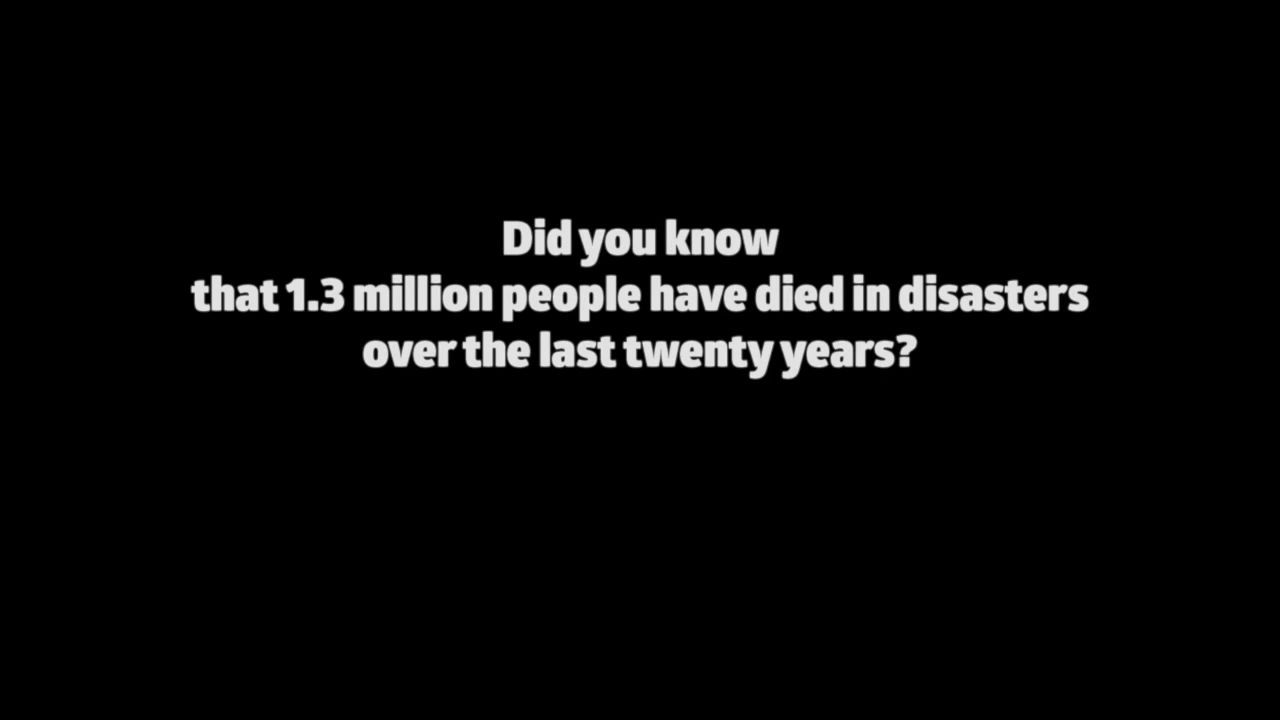 Did you know
that 1.3 million people have died in disasters
over the last twenty years?